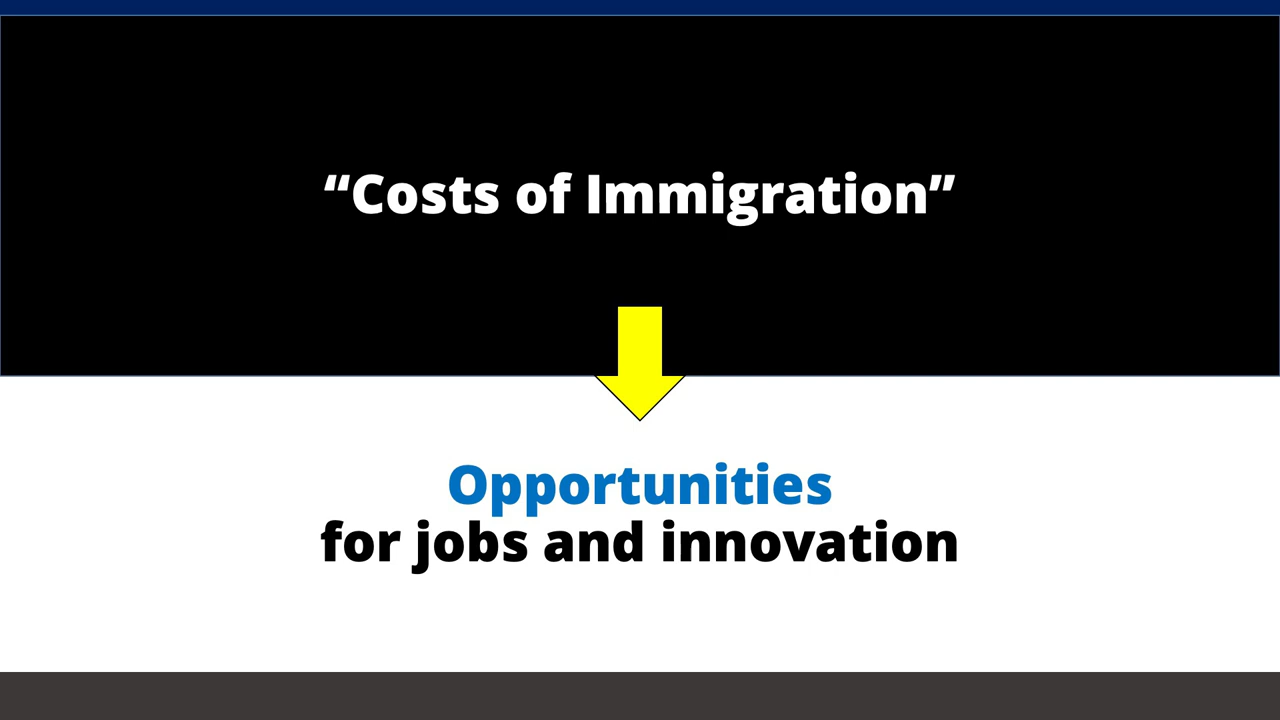 “Costs of Immigration”
Opportunities
for jobs and innovation